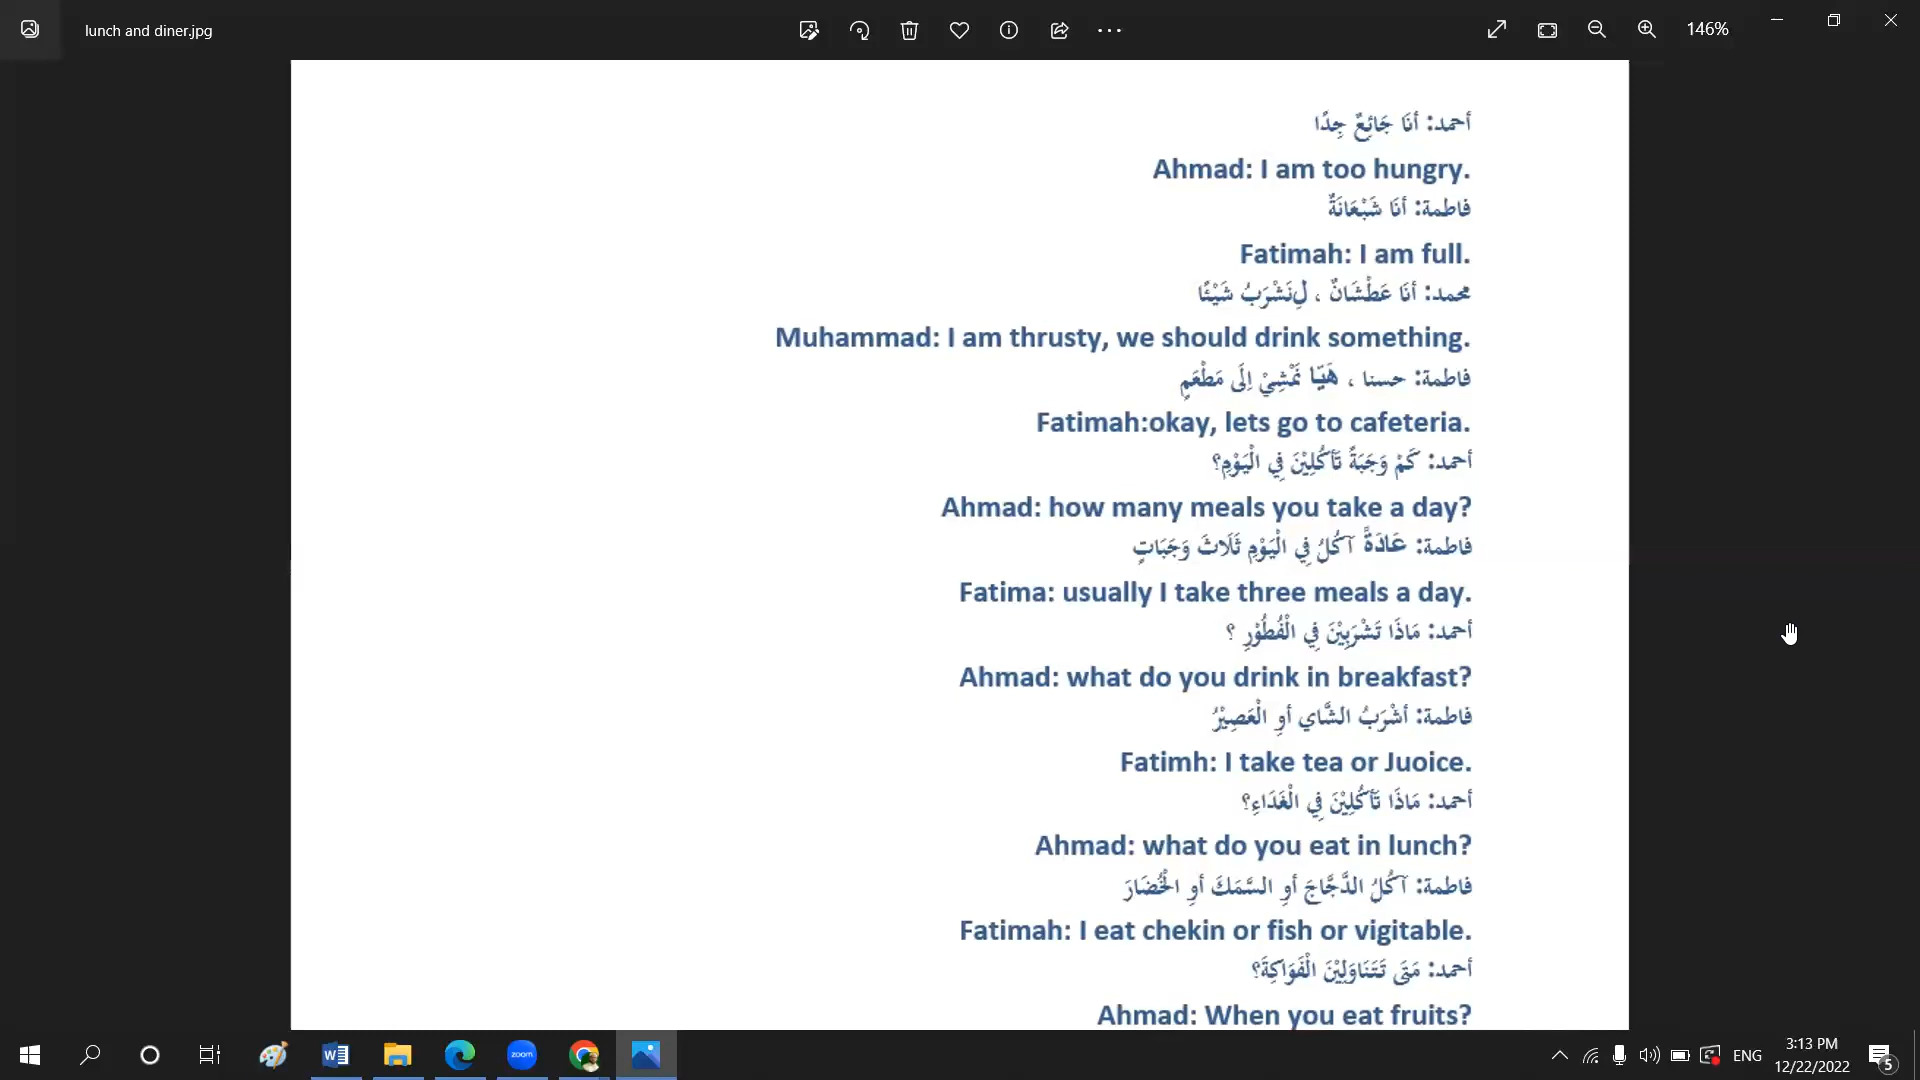 lunch and diner.jpg
146%
أحمد: أنَا جَائِعٌ جِدًا
Ahmad: I am too hungry.
فاطمة: أنَا شَبْعَانَةٌ
Fatimah: I am full.
محمد: أنَا عَطْشَانٌ ، لِنَشْرَبُ شَيْئًا
Muhammad: I am thrusty, we should drink something.
فاطمة: حسنا ، هَيّا نَمْشِيْ اِلَى مَطْعَمٍ
Fatimah:okay, lets go to cafeteria.
أحمد: كَمْ وَجَبَةً تَأكُلِيْنَ فِي الْيَوْمِ؟
Ahmad: how many meals you take a day?
فاطمة: عَادَةً آكُلُ فِي الْيَوْمِ ثَلَاثَ وَجَبَاتٍ
Fatima: usually I take three meals a day.
أحمد: مَاذَا تَشْرَبِيْنَ فِي الْفُطُوْرِ ؟
Ahmad: what do you drink in breakfast?
فاطمة: أشْرَبُ الشَّاي أوِ الْعَصِيْرُ
Fatimh: I take tea or Juoice.
أحمد: مَاذَا تَأكُلِيْنَ فِي الْغَدَاءِ؟
Ahmad: what do you eat in lunch?
فاطمة: آكُلُ الدَّجَّاجَ أوِ السَّمَكَ أوِ الْخُضَارَ
Fatimah: I eat chekin or fish or vigitable.
أحمد: مَتَى تَتَنَاوَلِيْنَ الْفَوَاكِةَ؟
Ahmad: When you eat fruits?
W zoom ENG 3:13 PM
12/22/2022 5